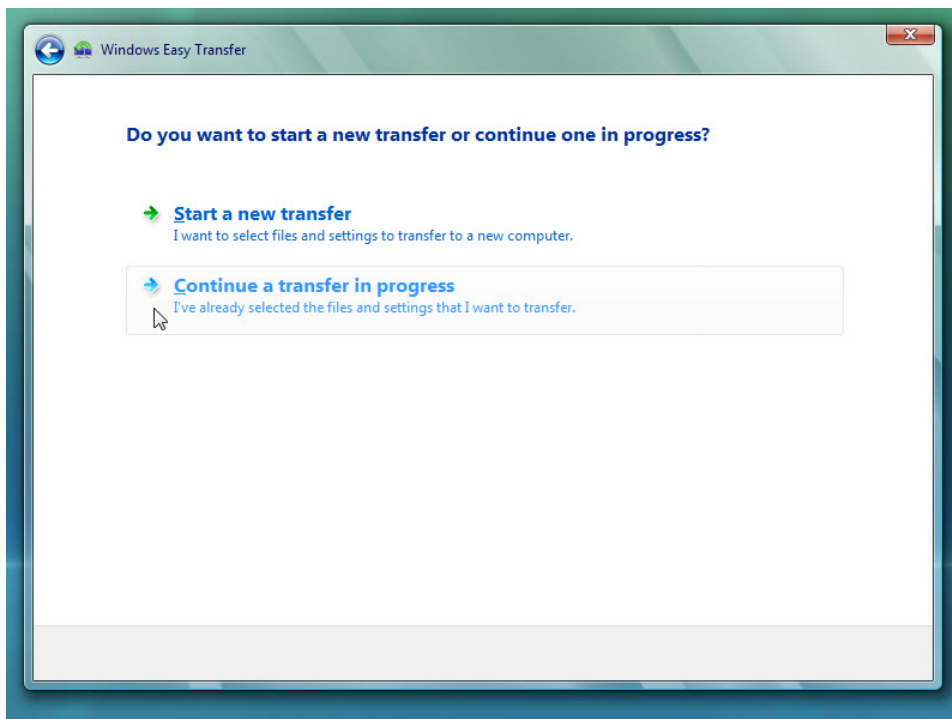 Windows Easy Transfer
Do you want to start a new transfer or continue one in progress?
Start a new transfer
I want to select files and settings to transfer to a new computer.
Continue a transfer in progress
I've already selected the files and settings that I want to transfer.